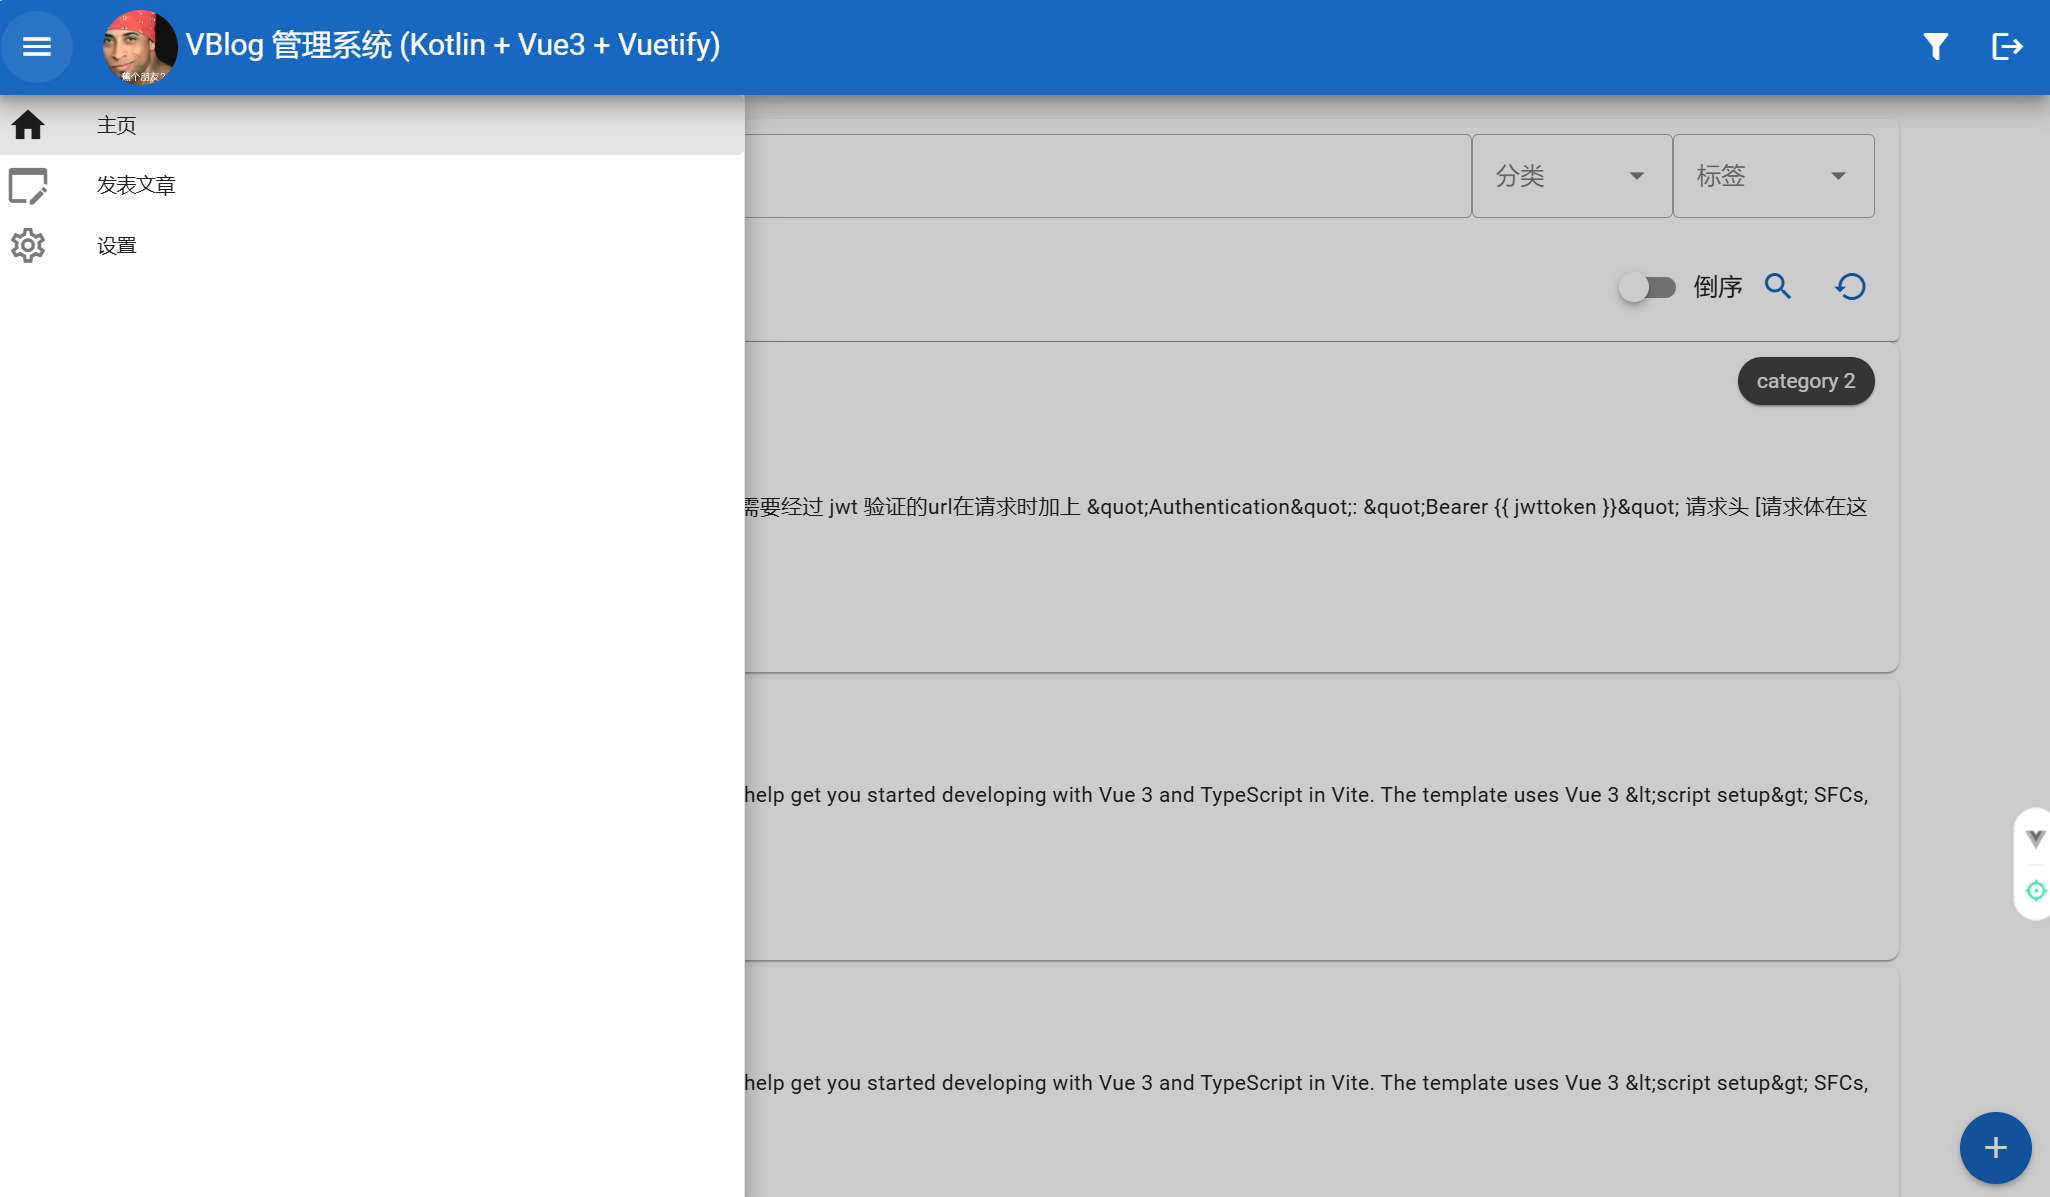 VBlog 管理系统 (Kotlin + Vue3 + Vuetify)
蕉个朋友?
主页
发表文章
设置
分类
标签
倒序
category 2
需要经过 jwt 验证的url在请求时加上 &quot;Authentication&quot;: &quot;Bearer {{ jwttoken }}&quot; 请求头 [请求体在这
help get you started developing with Vue 3 and TypeScript in Vite. The template uses Vue 3 &lt;script setup&gt; SFCs,
help get you started developing with Vue 3 and TypeScript in Vite. The template uses Vue 3 &lt;script setup&gt; SFCs,